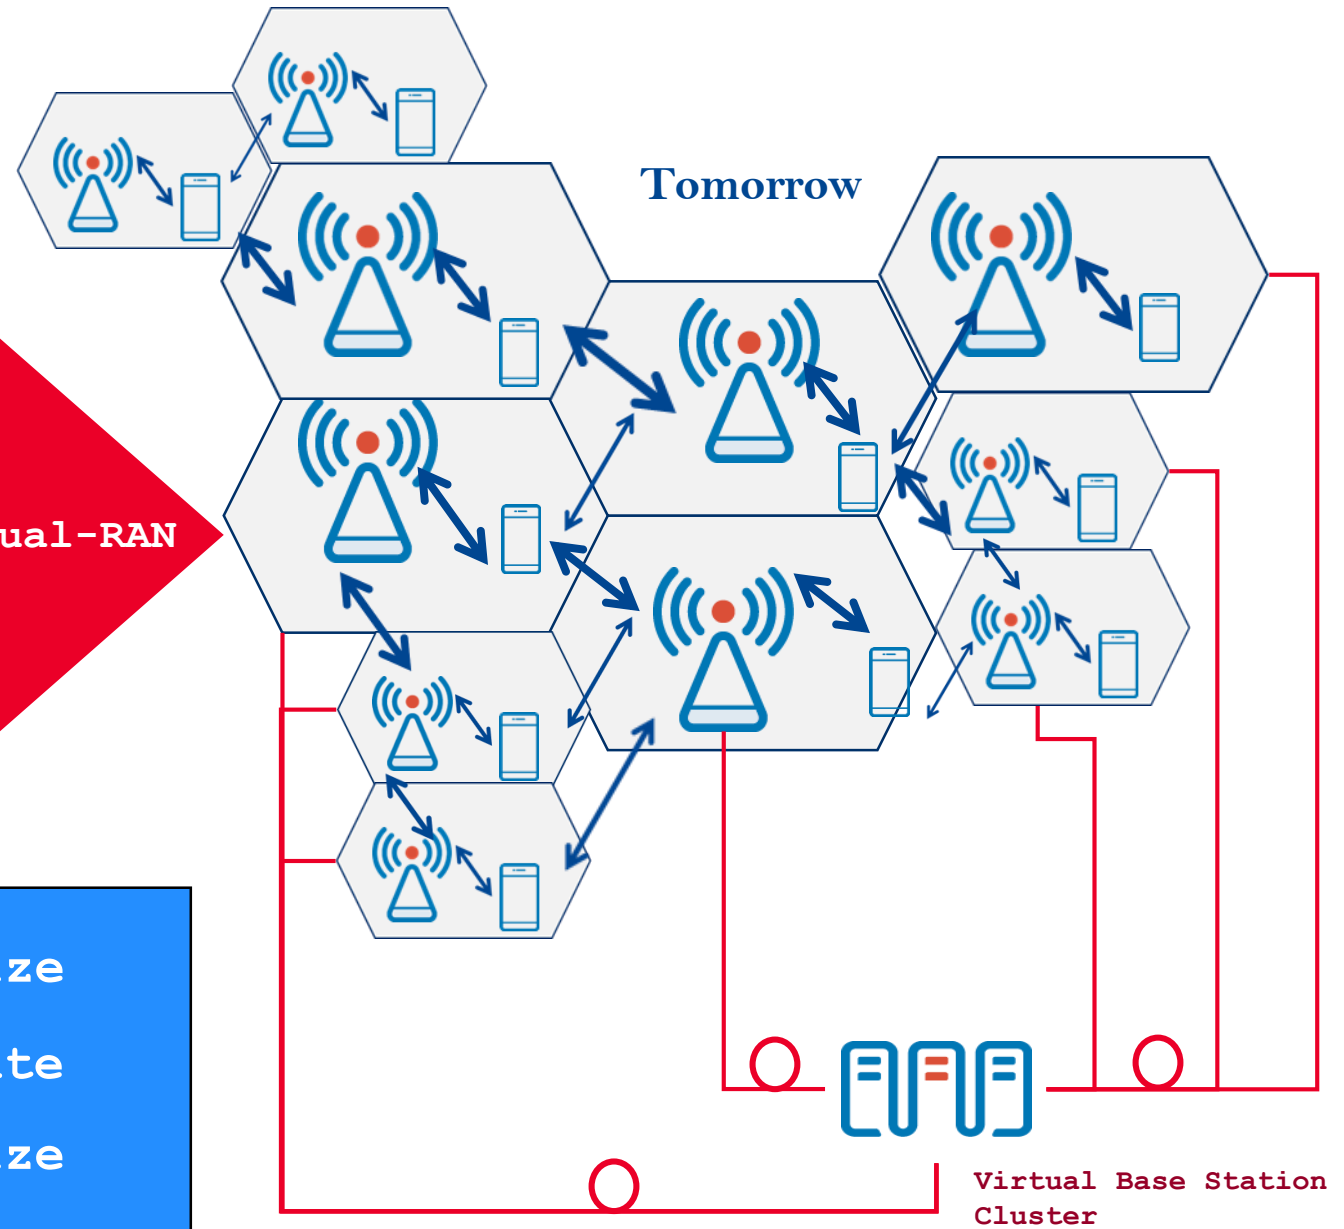 Tomorrow
ual-RAN
ze
te
ze
Virtual Base Station
Cluster